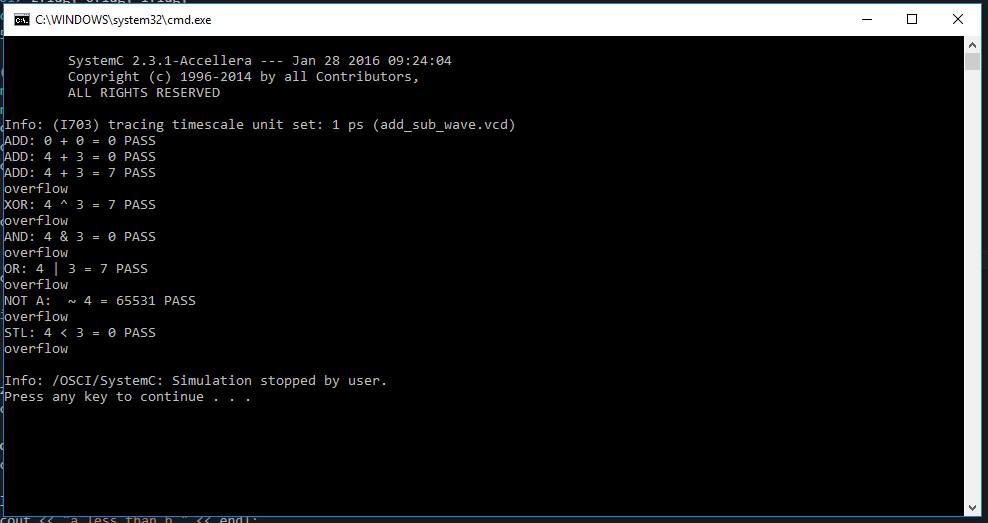 C:\WINDOWS\system32\cmd.exe
SystemC 2.3.1-Accellera --- Jan 28 2016 09:24:04
Copyright (c) 1996-2014 by all Contributors,
ALL RIGHTS RESERVED
Info: (I703) tracing timescale unit set: 1 ps (add_sub_wave.vcd)
ADD: 0 + 0 = 0 PASS
ADD: 4 + 3 = 0 PASS
ADD: 4 + 3 = 7 PASS
overflow
XOR: 4 ^ 3 = 7 PASS
overflow
AND: 4 & 3 = 0 PASS
overflow
OR: 4 | 3 = 7 PASS
overflow
NOT A:  ~ 4 = 65531 PASS
overflow
STL: 4 < 3 = 0 PASS
overflow
Info: /OSCI/SystemC: Simulation stopped by user.
Press any key to continue . . .
cout << "a less than b " << endl;